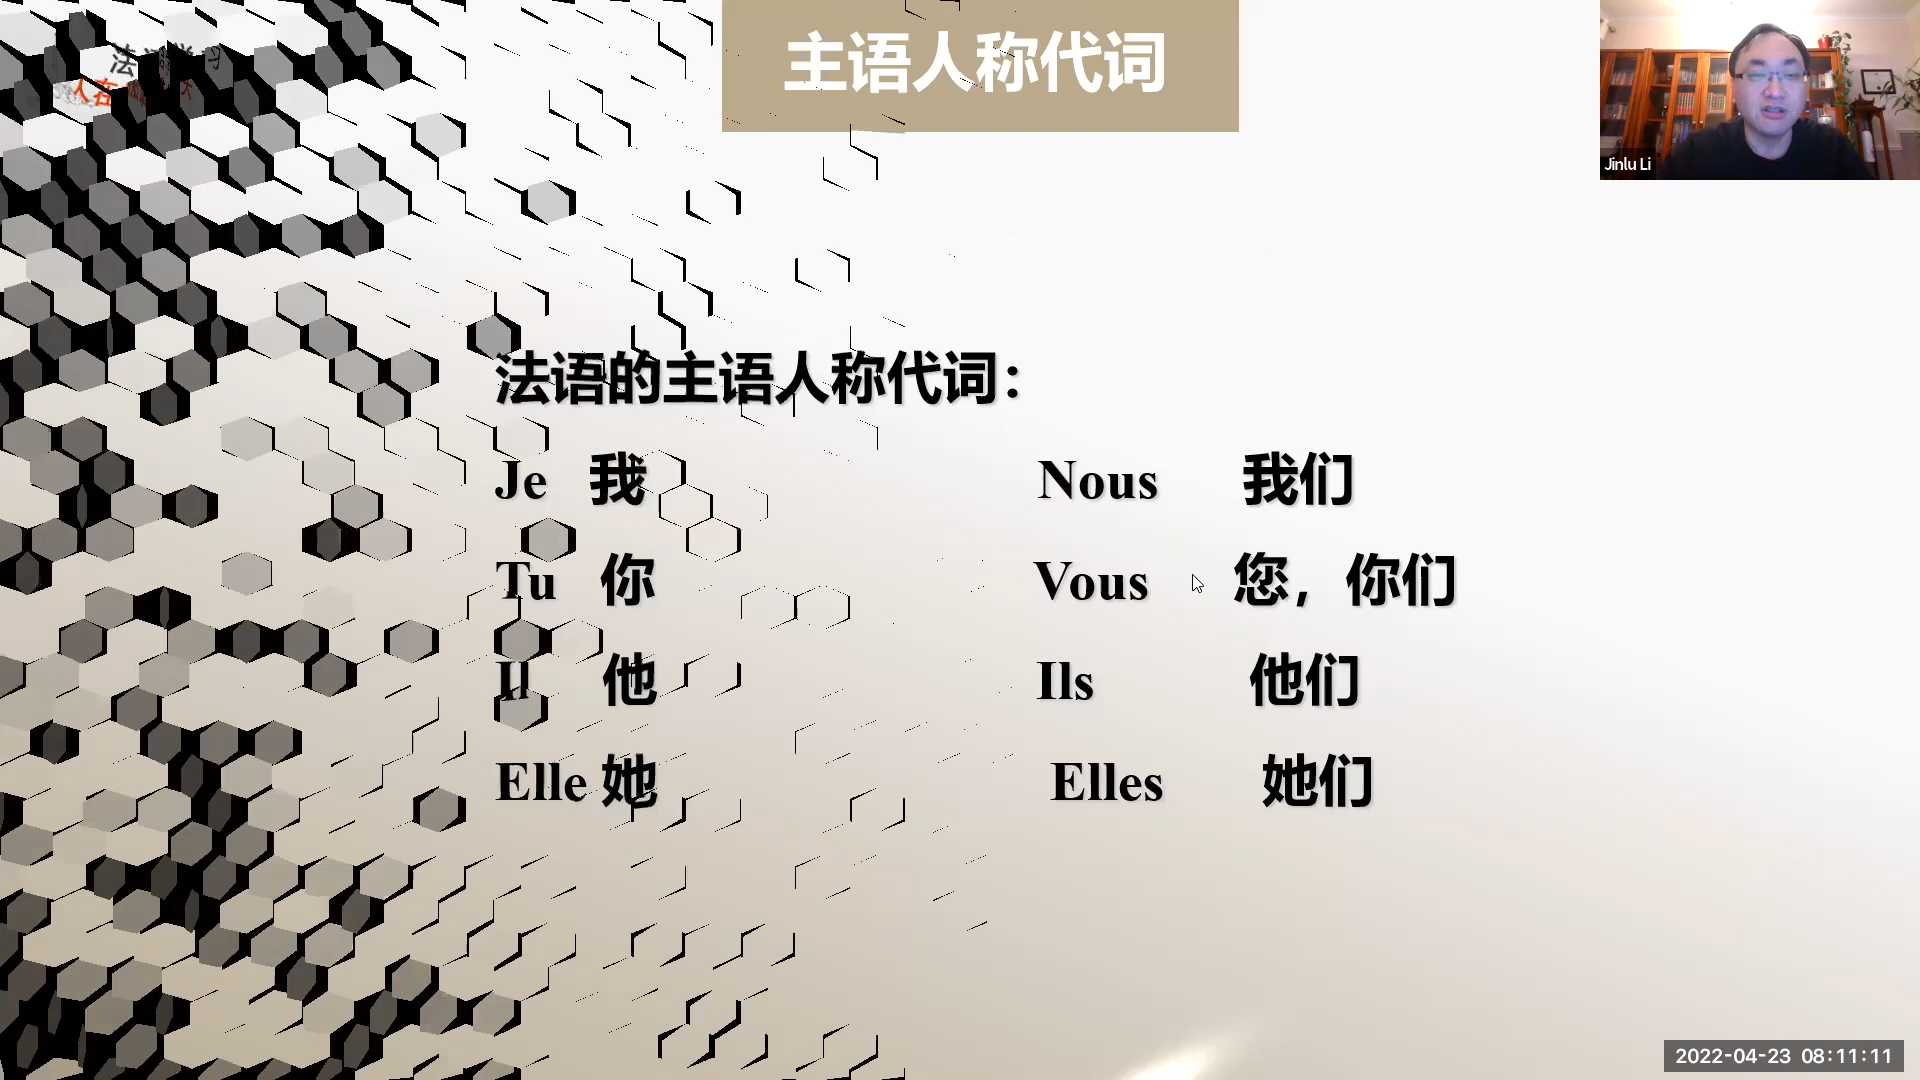 主语人称代词
Jinlu Li
法语的主语人称代词：
Je 我 Nous 我们
Tu 你 Vous 您，你们
Il 他 Ils 他们
Elle 她 Elles 她们
2022-04-23 08:11:11